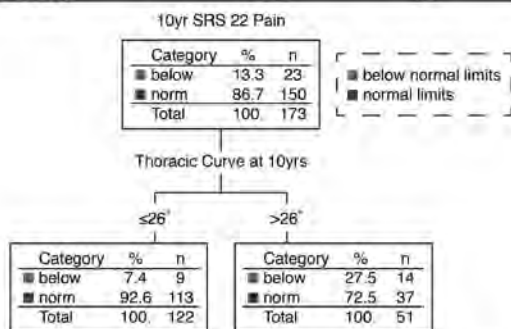 10yr SRS 22 Pain
Category % n
below 13.3 23
norm 86.7 150
Total 100. 173
below normal limits
normal limits
Thoracic Curve at 10yrs
≤26° >26°
Category % n
below 7.4 9
norm 92.6 113
Total 100. 122
Category % n
below 27.5 14
norm 72.5 37
Total 100. 51